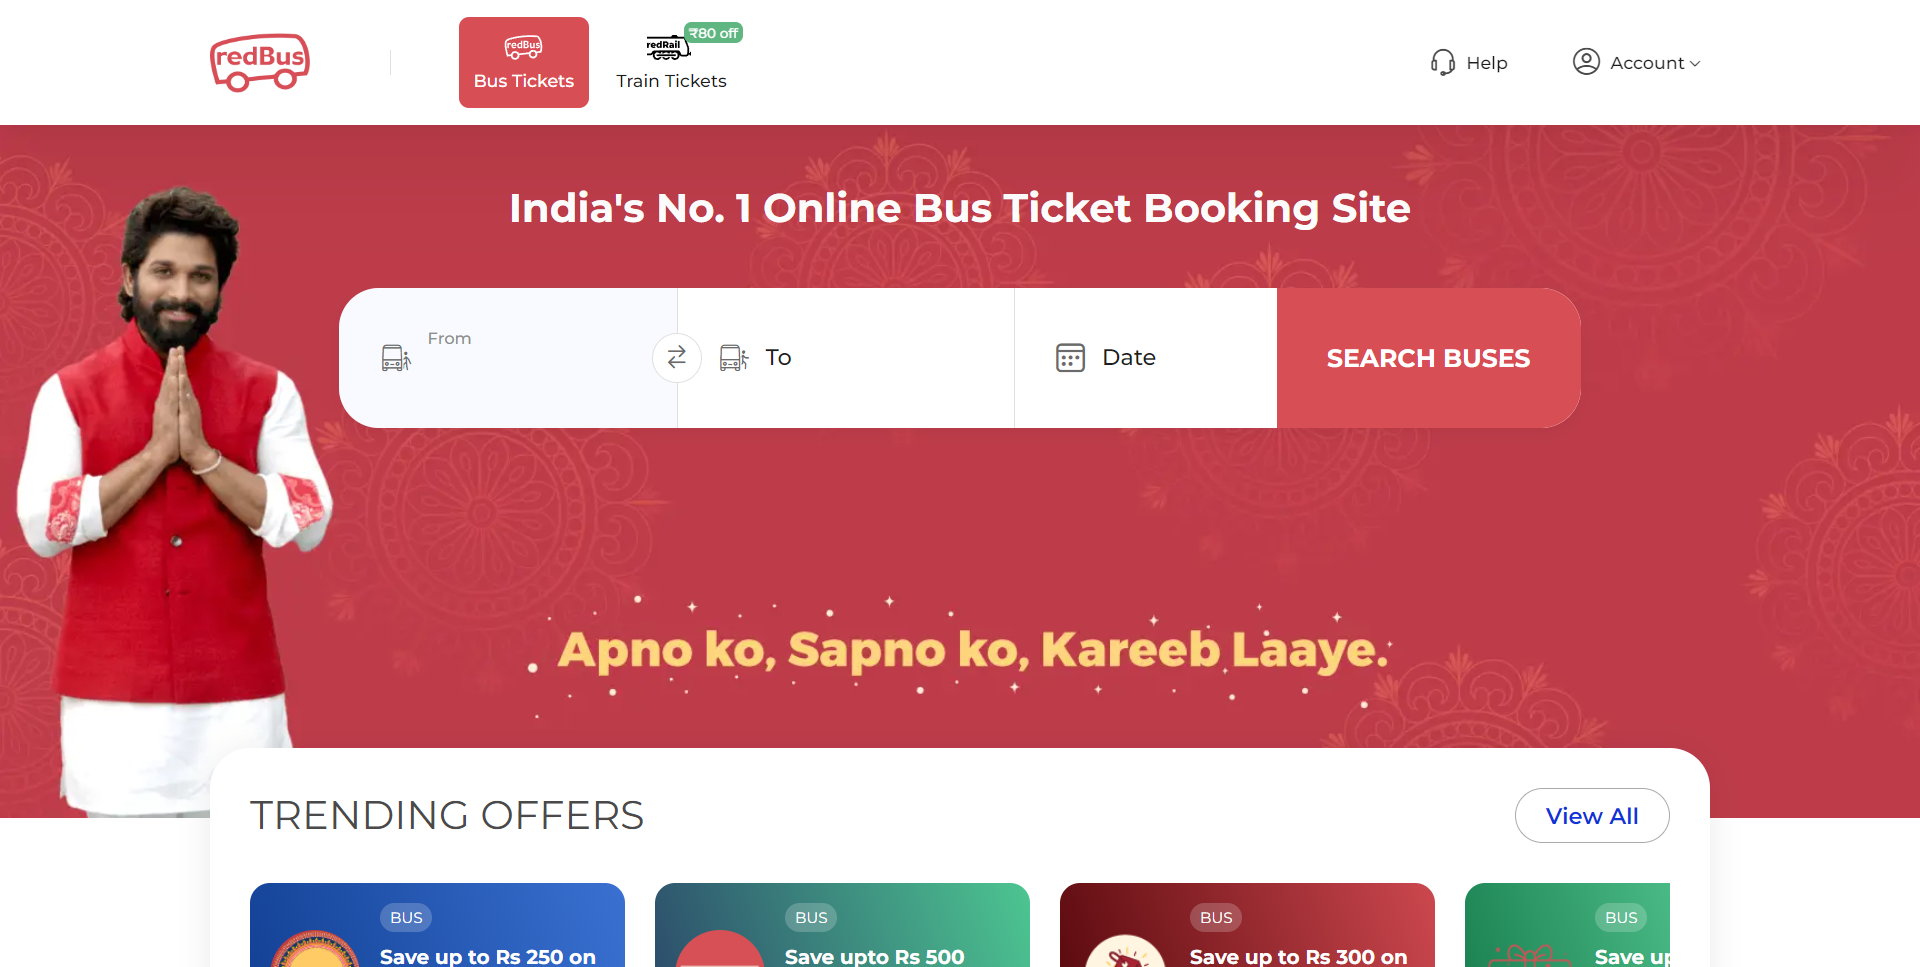 redBus
redBus
Bus Tickets
redRail
₹80 off
Train Tickets
Help
Account
India's No. 1 Online Bus Ticket Booking Site
From
To
Date
SEARCH BUSES
Apno ko, Sapno ko, Kareeb Laaye.
TRENDING OFFERS
View All
BUS
Save up to Rs 250 on
BUS
Save upto Rs 500
BUS
Save up to Rs 300 on
BUS
Save up